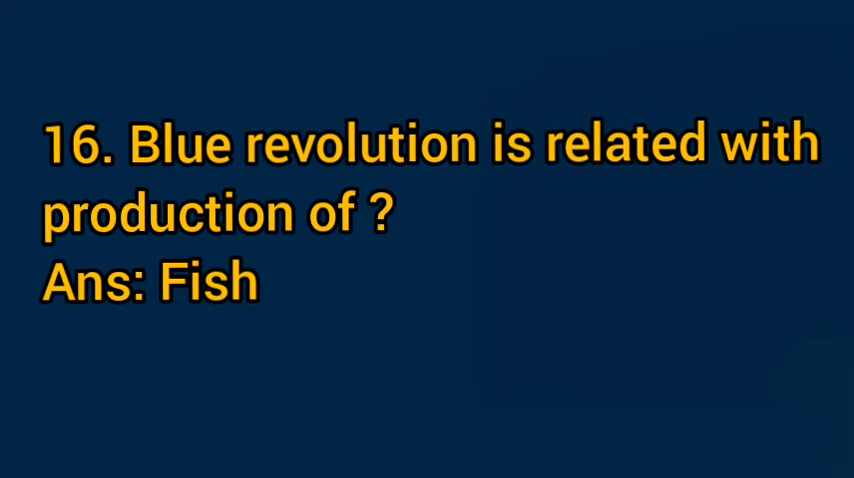 16. Blue revolution is related with
production of ?
Ans: Fish